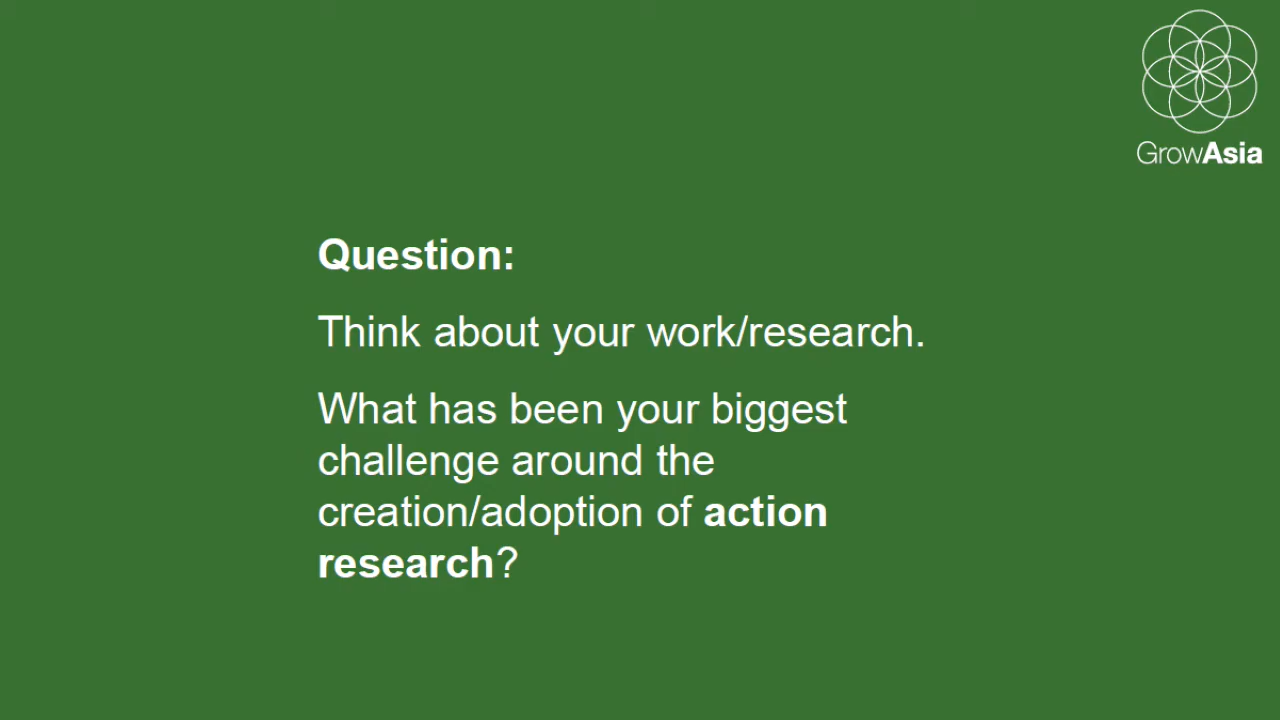 GrowAsia
Question:
Think about your work/research.
What has been your biggest
challenge around the
creation/adoption of action
research?